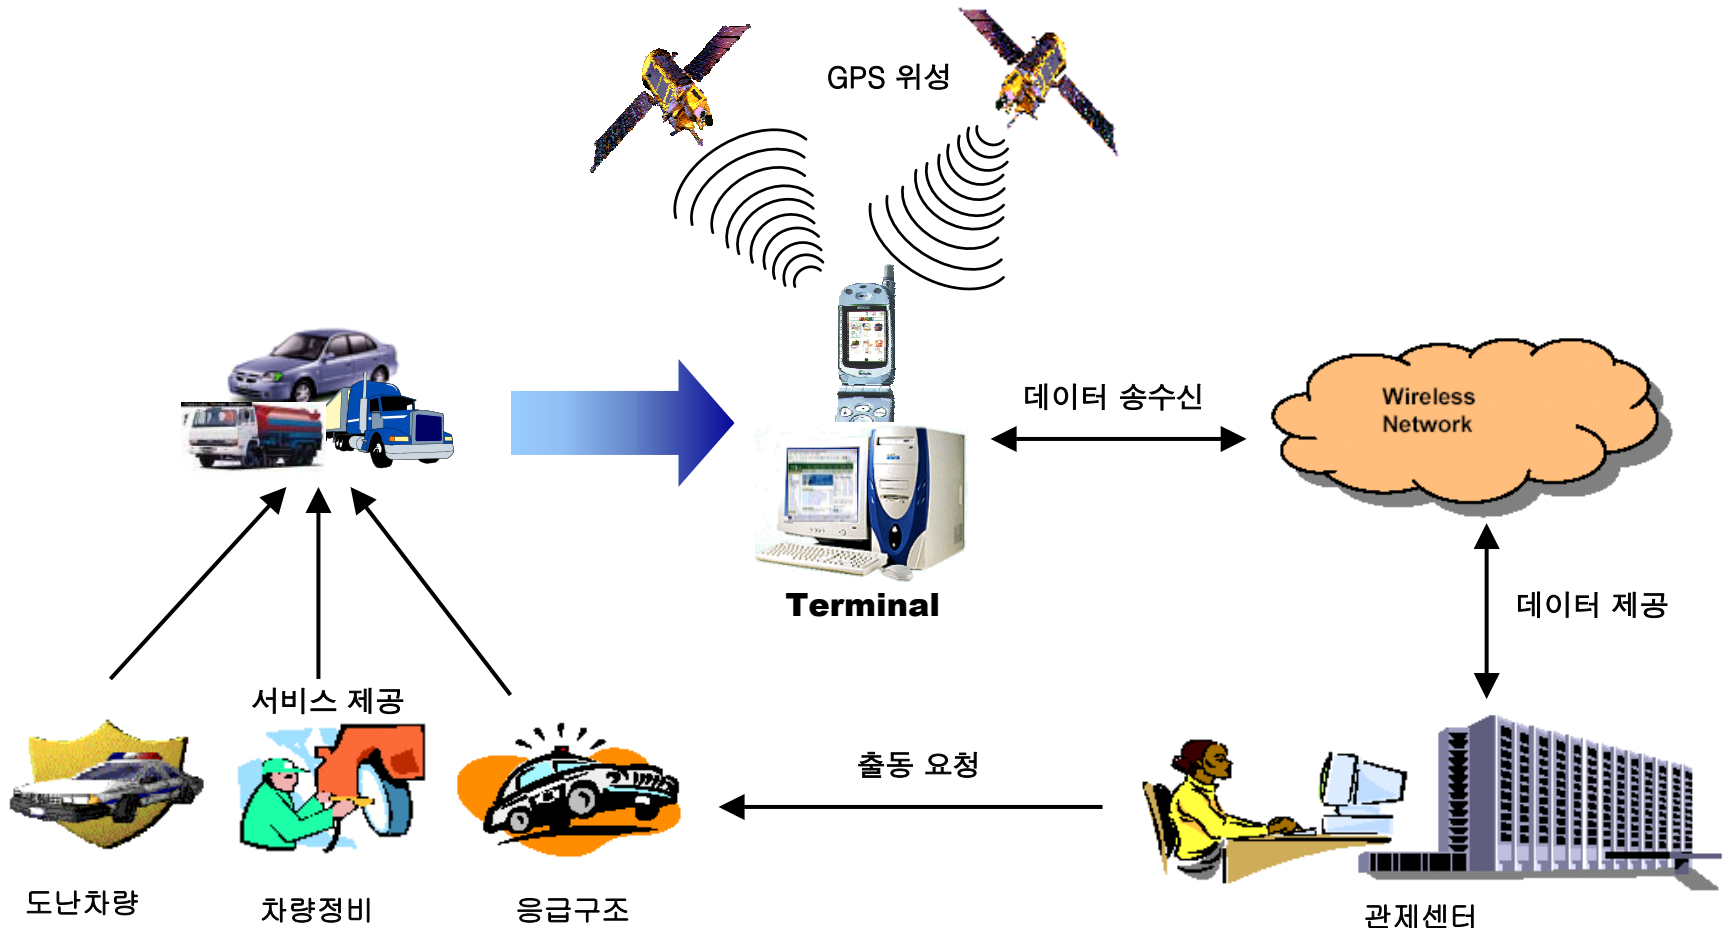 GPS 위성
데이터 송수신
Wireless
Network
Terminal
데이터 제공
서비스 제공
출동 요청
도난차량
차량정비
응급구조
관제센터